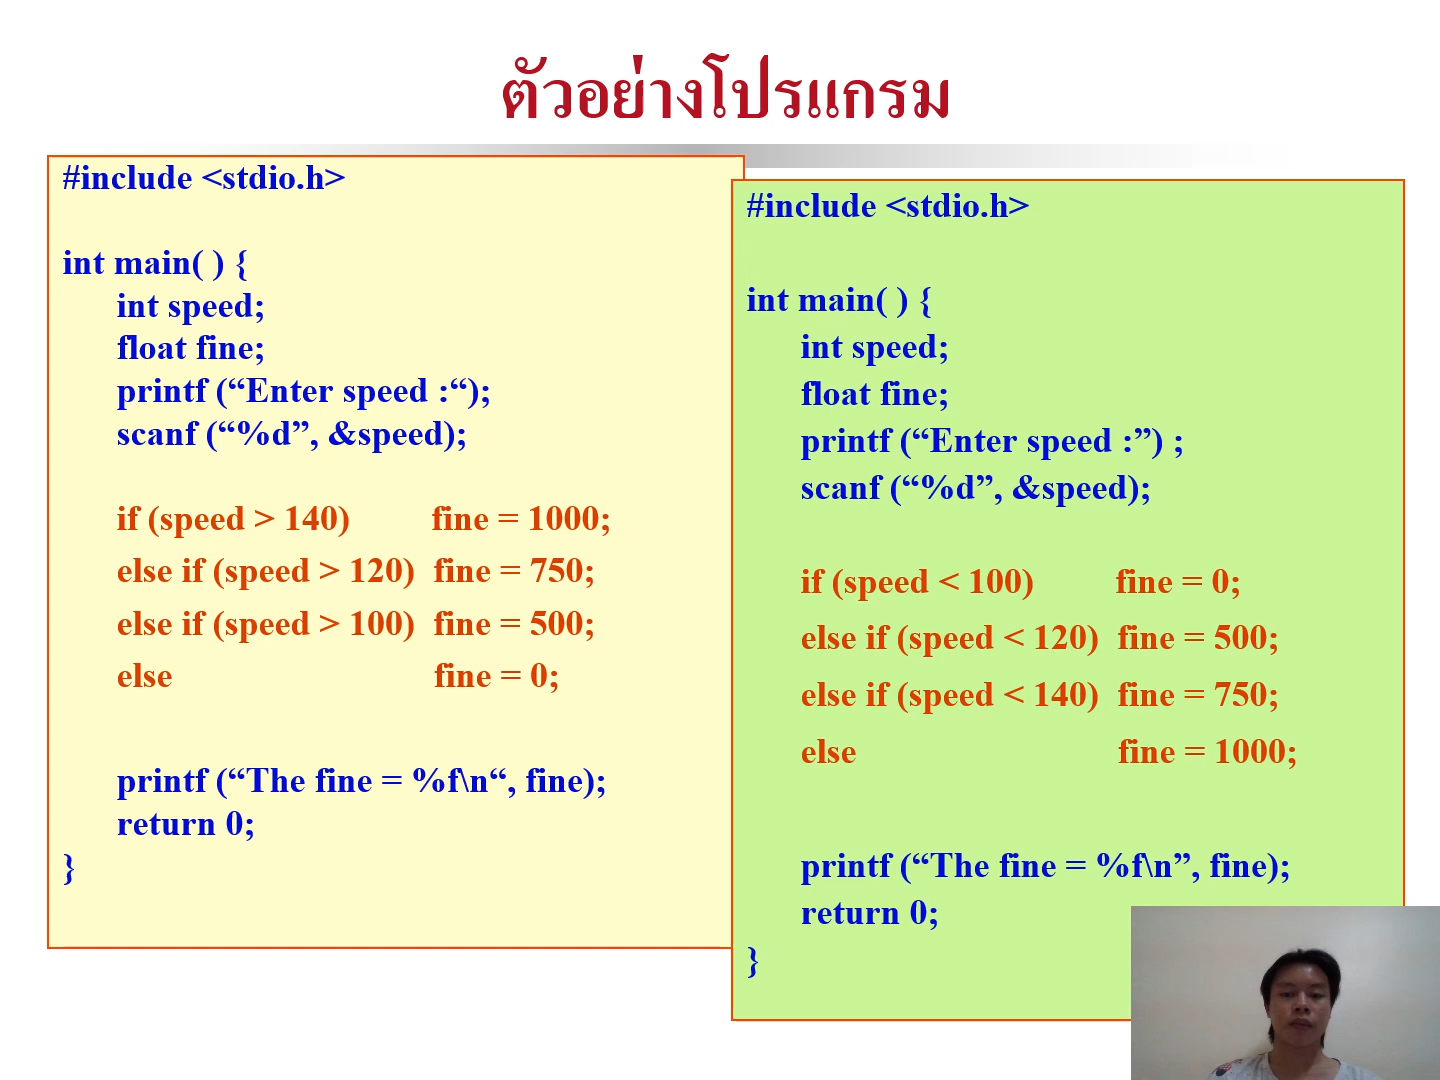 ตัวอย่างโปรแกรม
#include <stdio.h>
int main( ) {
int speed;
float fine;
printf (“Enter speed :“);
scanf (“%d”, &speed);
if (speed > 140) fine = 1000;
else if (speed > 120) fine = 750;
else if (speed > 100) fine = 500;
else fine = 0;
printf (“The fine = %f\n“, fine);
return 0;
}
#include <stdio.h>
int main( ) {
int speed;
float fine;
printf (“Enter speed :”) ;
scanf (“%d”, &speed);
if (speed < 100) fine = 0;
else if (speed < 120) fine = 500;
else if (speed < 140) fine = 750;
else fine = 1000;
printf (“The fine = %f\n”, fine);
return 0;
}